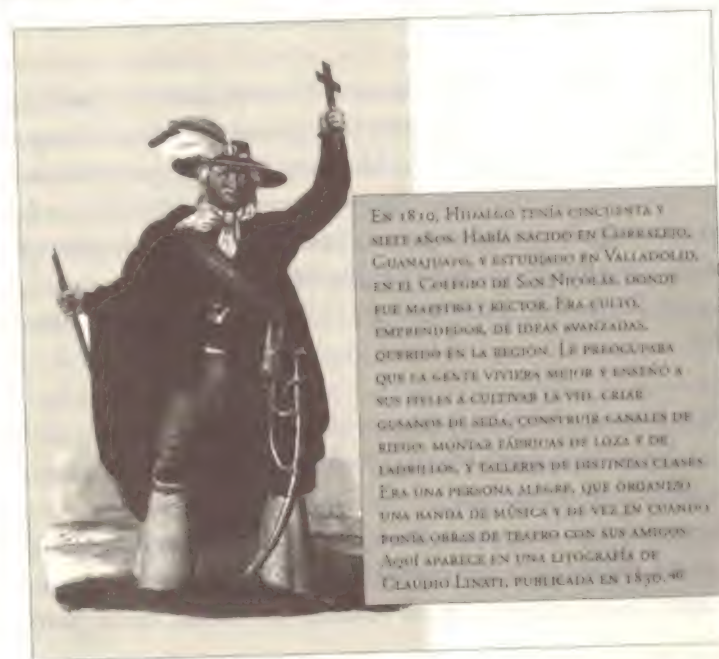 EN 1810, HIDALGO TENÍA CINCUENTA Y
SIETE AÑOS. HABÍA NACIDO EN CORRALEJO,
GUANAJUATO, Y ESTUDIADO EN VALLADOLID,
EN EL COLEGIO DE SAN NICOLÁS, DONDE
FUE MAESTRO Y RECTOR. ERA CULTO,
EMPRENDEDOR, DE IDEAS AVANZADAS,
QUERIDO EN LA REGIÓN. LE PREOCUPABA
QUE LA GENTE VIVIERA MEJOR Y ENSEÑÓ A
SUS FIELES A CULTIVAR LA VID, CRIAR
GUSANOS DE SEDA, CONSTRUIR CANALES DE
RIEGO, MONTAR FÁBRICAS DE LOZA Y DE
LADRILLOS, Y TALLERES DE DISTINTAS CLASES.
ERA UNA PERSONA ALEGRE, QUE ORGANIZÓ
UNA BANDA DE MÚSICA Y DE VEZ EN CUANDO
PONÍA OBRAS DE TEATRO CON SUS AMIGOS.
AQUÍ APARECE EN UNA LITOGRAFÍA DE
CLAUDIO LINATI, PUBLICADA EN 1830.